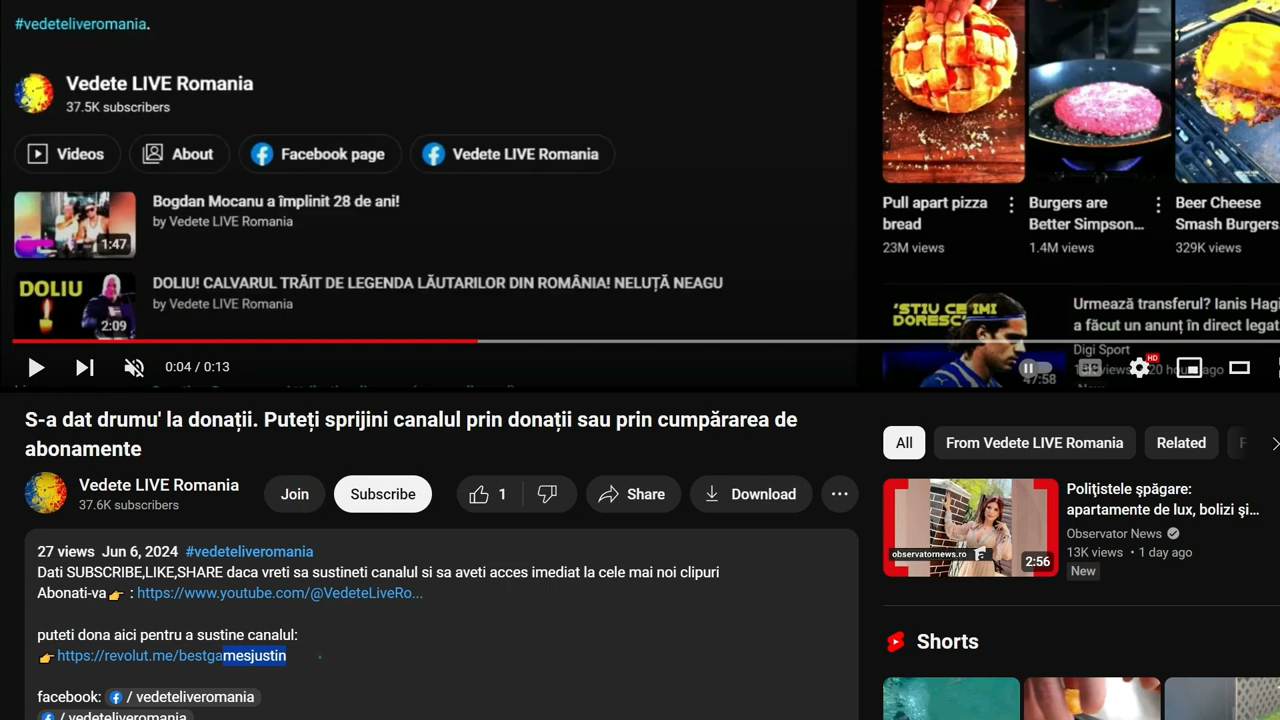 #vedeteliveromania.
Vedete LIVE Romania
37.5K subscribers
Videos
About
Facebook page
Vedete LIVE Romania
Bogdan Mocanu a împlinit 28 de ani!
by Vedete LIVE Romania
1:47
DOLIU! CALVARUL TRĂIT DE LEGENDA LĂUTARILOR DIN ROMÂNIA! NELUȚĂ NEAGU
by Vedete LIVE Romania
DOLIU
2:09
0:04 / 0:13
HD
Pull apart pizza
bread
23M views
Burgers are
Better Simpson...
1.4M views
Beer Cheese
Smash Burgers
329K views
'STIU CE IMI
DORESC'
47:58
Urmează transferul? Ianis Hagi
a făcut un anunț în direct legat
Digi Sport
S-a dat drumu' la donații. Puteți sprijini canalul prin donații sau prin cumpărarea de
abonamente
Vedete LIVE Romania
37.6K subscribers
Join
Subscribe
1
Share
Download
27 views Jun 6, 2024 #vedeteliveromania
Dati SUBSCRIBE,LIKE,SHARE daca vreti sa sustineti canalul si sa aveti acces imediat la cele mai noi clipuri
Abonati-va👉 : https://www.youtube.com/@VedeteLiveRo...
puteti dona aici pentru a sustine canalul:
👉https://revolut.me/bestgamesjustin
facebook: / vedeteliveromania
/ vedeteliveromania
All
From Vedete LIVE Romania
Related
F
observatornews.ro
2:56
Polițistele şpăgare:
apartamente de lux, bolizi şi...
Observator News
13K views • 1 day ago
New
Shorts